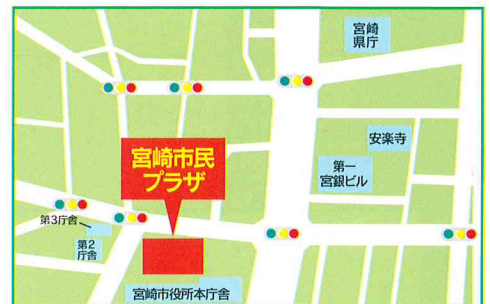 宮崎
県庁
安楽寺
第一
宮銀ビル
宮崎市民
プラザ
第3庁舎
第2
庁舎
宮崎市役所本庁舎